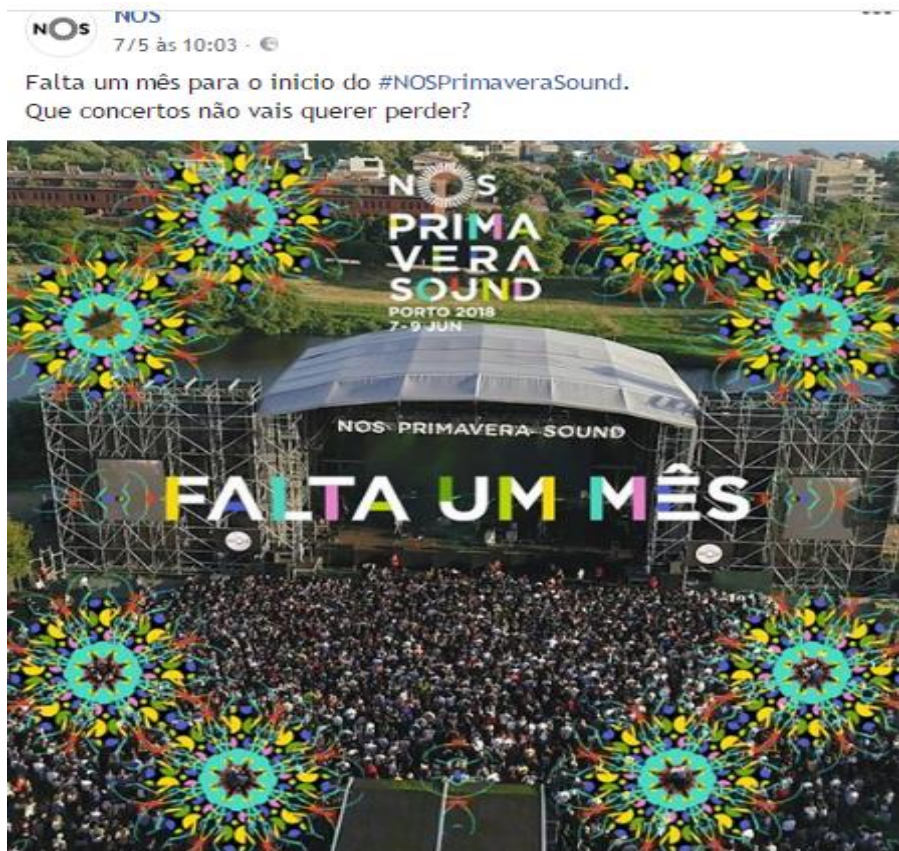 NOS
NOS
7/5 às 10:03 ·
Falta um mês para o inicio do #NOSPrimaveraSound.
Que concertos não vais querer perder?
NOS
PRIMA
VERA
SOUND
PORTO 2018
7-9 JUN
NOS PRIMAVERA SOUND
FALTA UM MÊS